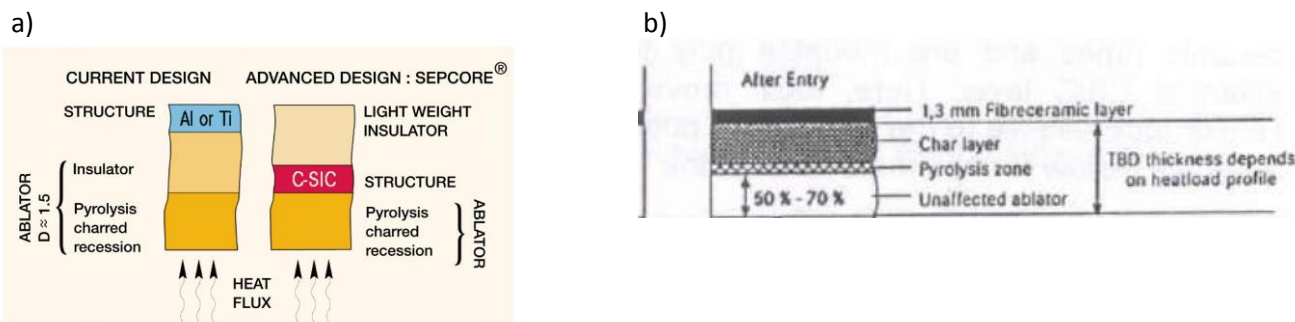 a)
CURRENT DESIGN
STRUCTURE
Al or Ti
Insulator
Pyrolysis
charred
recession
ABLATOR
D ≈ 1.5
ADVANCED DESIGN : SEPCORE®
LIGHT WEIGHT
INSULATOR
C-SIC
STRUCTURE
Pyrolysis
charred
recession
ABLATOR
HEAT
FLUX
b)
After Entry
1,3 mm Fibreceramic layer
Char layer
Pyrolysis zone
Unaffected ablator
50 % - 70 %
TBD thickness depends
on heatload profile